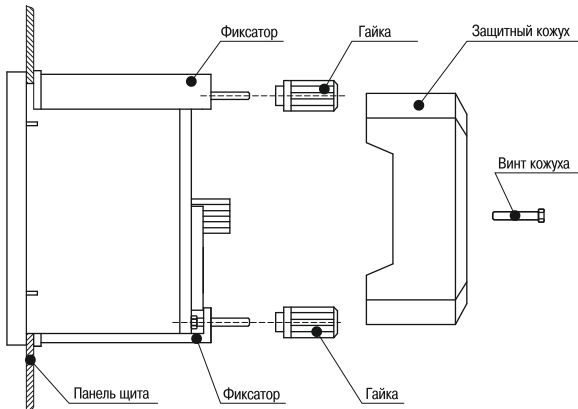 Фиксатор
Гайка
Защитный кожух
Винт кожуха
Панель щита
Фиксатор
Гайка